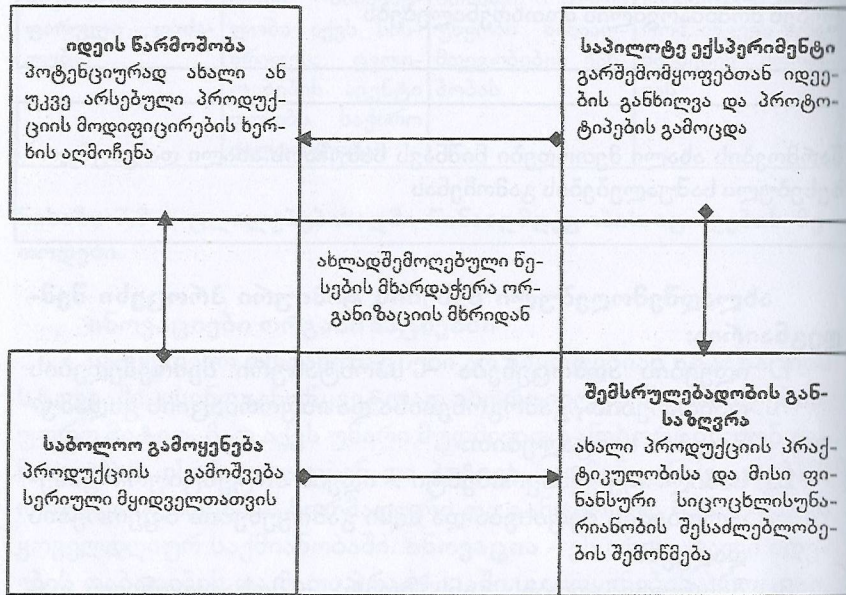 იდეის წარმოშობა
პოტენციურად ახალი ან
უკვე არსებული პროდუქ-
ციის მოდიფიცირების ხერ-
ხის აღმოჩენა
საპილოტე ექსპერიმენტი
გარშემომყოფებთან იდეე-
ბის განხილვა და პროტო-
ტიპების გამოცდა
ახლადშემოღებული წე-
სების მხარდაჭერა ორ-
განიზაციის მხრიდან
საბოლოო გამოყენება
პროდუქციის გამოშვება
სერიული მყიდველთათვის
შემსრულებადობის გან-
საზღვრა
ახალი პროდუქციის პრაქ-
ტიკულობისა და მისი ფი-
ნანსური სიცოცხლისუნა-
რიანობის შესაძლებლობე-
ბის შემოწმება